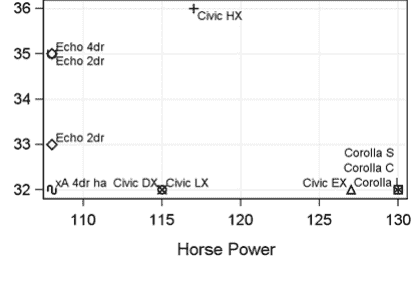 36
Civic HX
35
Echo 4dr
Echo 2dr
34
33
Echo 2dr
Corolla S
Corolla C
32
xA 4dr ha
Civic DX
Civic LX
Civic EX
Corolla L
110
115
120
125
130
Horse Power